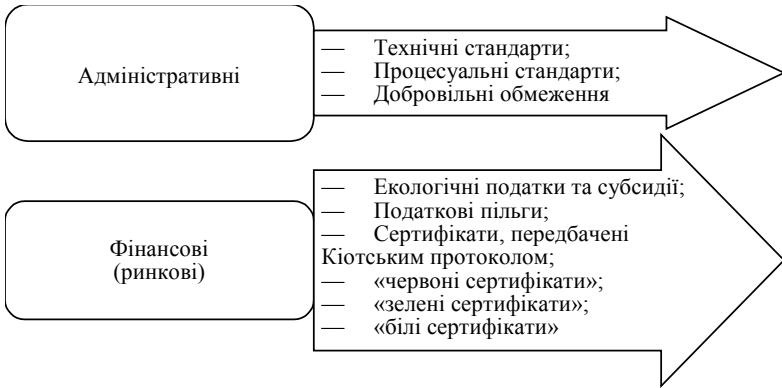 Адміністративні
— Технічні стандарти;
— Процесуальні стандарти;
— Добровільні обмеження
Фінансові
(ринкові)
— Екологічні податки та субсидії;
— Податкові пільги;
— Сертифікати, передбачені
Кіотським протоколом;
— «червоні сертифікати»;
— «зелені сертифікати»;
— «білі сертифікати»